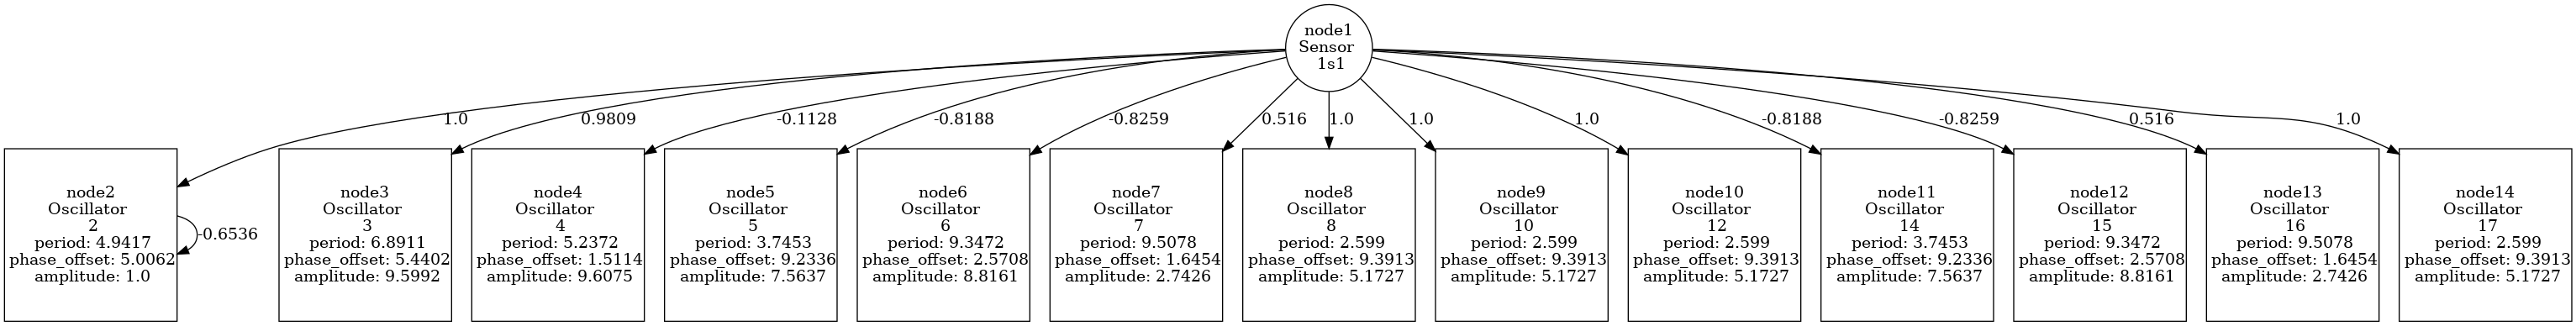 node1
Sensor
1s1
1.0
0.9809
-0.1128
-0.8188
-0.8259
0.516
1.0
1.0
1.0
-0.8188
-0.8259
0.516
1.0
node2
Oscillator
2
period: 4.9417
phase_offset: 5.0062
amplitude: 1.0
-0.6536
node3
Oscillator
3
period: 6.8911
phase_offset: 5.4402
amplitude: 9.5992
node4
Oscillator
4
period: 5.2372
phase_offset: 1.5114
amplitude: 9.6075
node5
Oscillator
5
period: 3.7453
phase_offset: 9.2336
amplitude: 7.5637
node6
Oscillator
6
period: 9.3472
phase_offset: 2.5708
amplitude: 8.8161
node7
Oscillator
7
period: 9.5078
phase_offset: 1.6454
amplitude: 2.7426
node8
Oscillator
8
period: 2.599
phase_offset: 9.3913
amplitude: 5.1727
node9
Oscillator
10
period: 2.599
phase_offset: 9.3913
amplitude: 5.1727
node10
Oscillator
12
period: 2.599
phase_offset: 9.3913
amplitude: 5.1727
node11
Oscillator
14
period: 3.7453
phase_offset: 9.2336
amplitude: 7.5637
node12
Oscillator
15
period: 9.3472
phase_offset: 2.5708
amplitude: 8.8161
node13
Oscillator
16
period: 9.5078
phase_offset: 1.6454
amplitude: 2.7426
node14
Oscillator
17
period: 2.599
phase_offset: 9.3913
amplitude: 5.1727